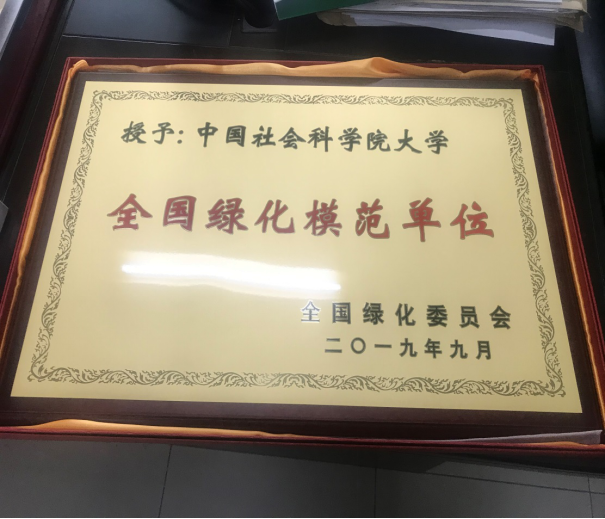 授予：中国社会科学院大学
全国绿化模范单位
全国绿化委员会
二〇一九年九月